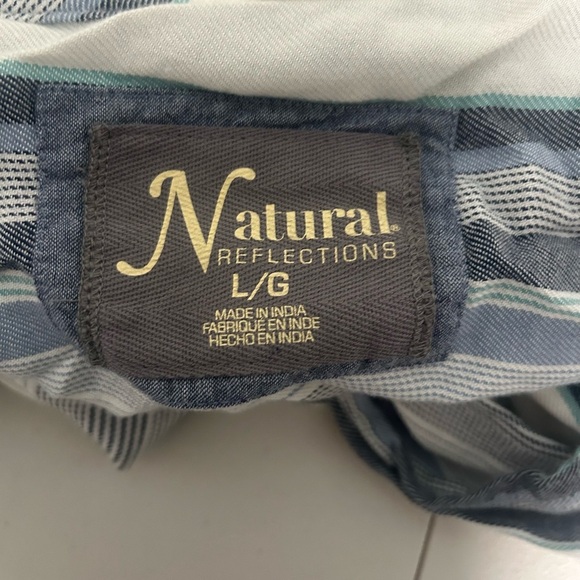 Natural
REFLECTIONS
L/G
MADE IN INDIA
FABRIQUÉ EN INDE
HECHO EN INDIA